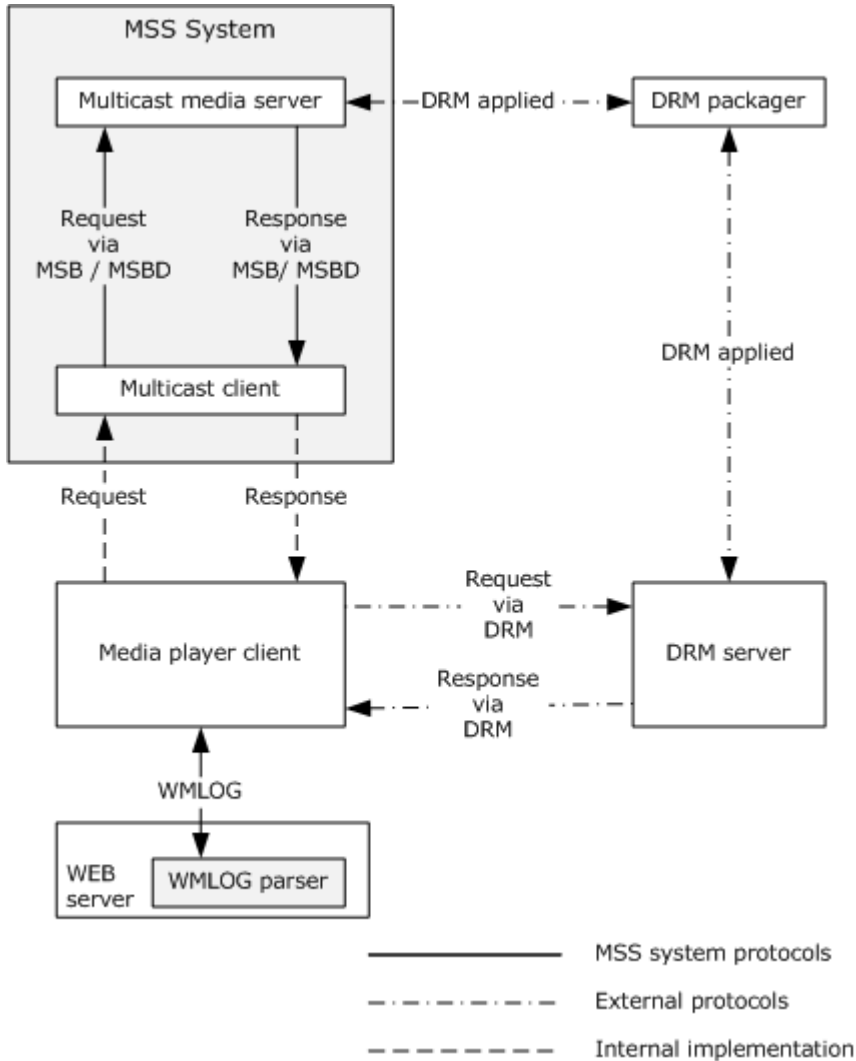 MSS System
Multicast media server
DRM applied
DRM packager
Request
via
MSB / MSBD
Response
via
MSB/ MSBD
DRM applied
Multicast client
Request
Response
Media player client
Request
via
DRM
Response
via
DRM
DRM server
WMLOG
WEB
server
WMLOG parser
MSS system protocols
External protocols
Internal implementation